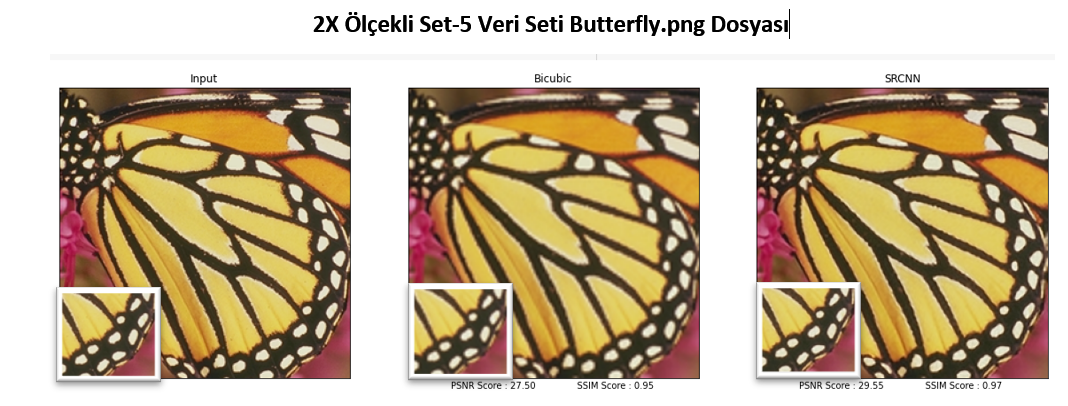 2X Ölçekli Set-5 Veri Seti Butterfly.png Dosyası
Input
Bicubic
SRCNN
PSNR Score : 27.50 SSIM Score : 0.95
PSNR Score : 29.55 SSIM Score : 0.97